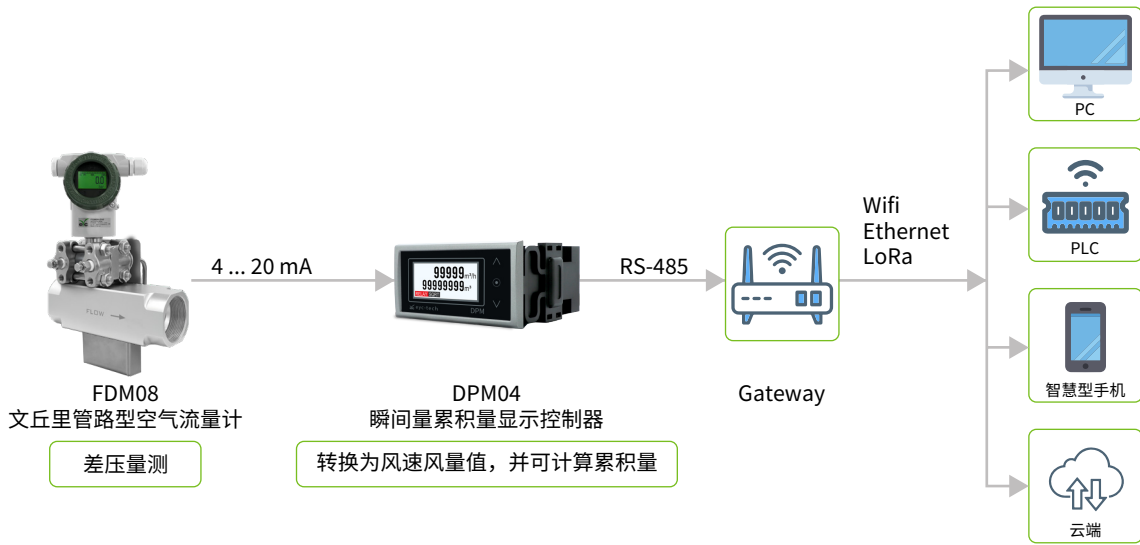 FDM08
文丘里管路型空气流量计
差压量测
FLOW
4 ... 20 mA
99999 m³/h
99999999 m³
DPM
DPM04
瞬间量累积量显示控制器
转换为风速风量值，并可计算累积量
RS-485
Gateway
Wifi
Ethernet
LoRa
PC
PLC
智慧型手机
云端